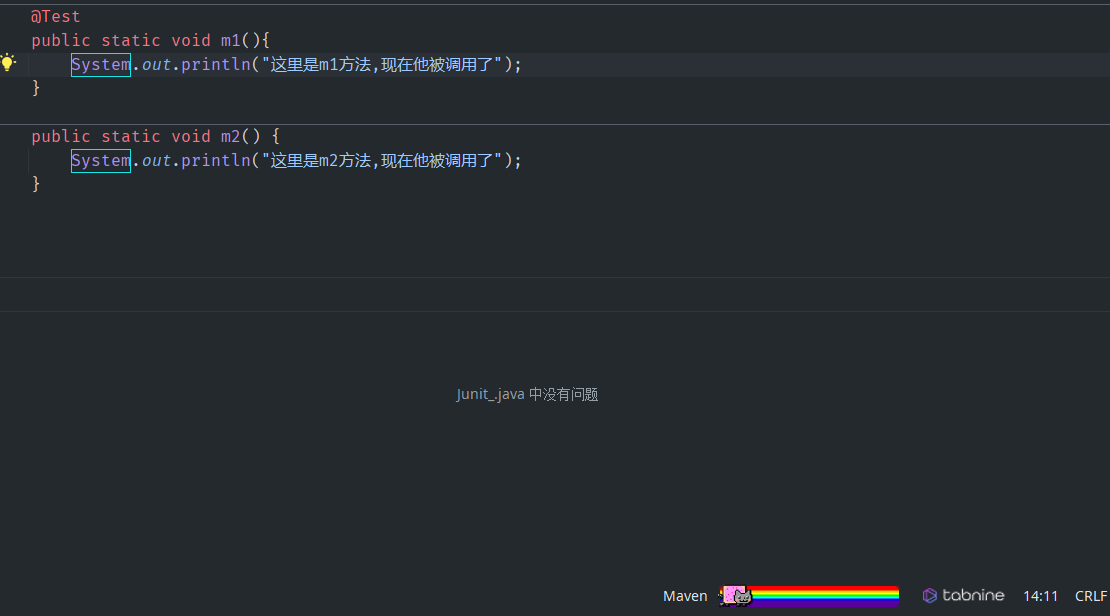 @Test
public static void m1(){
System.out.println("这里是m1方法,现在他被调用了");
}
public static void m2() {
System.out.println("这里是m2方法,现在他被调用了");
}
Junit_.java 中没有问题
Maven tabnine 14:11 CRLF